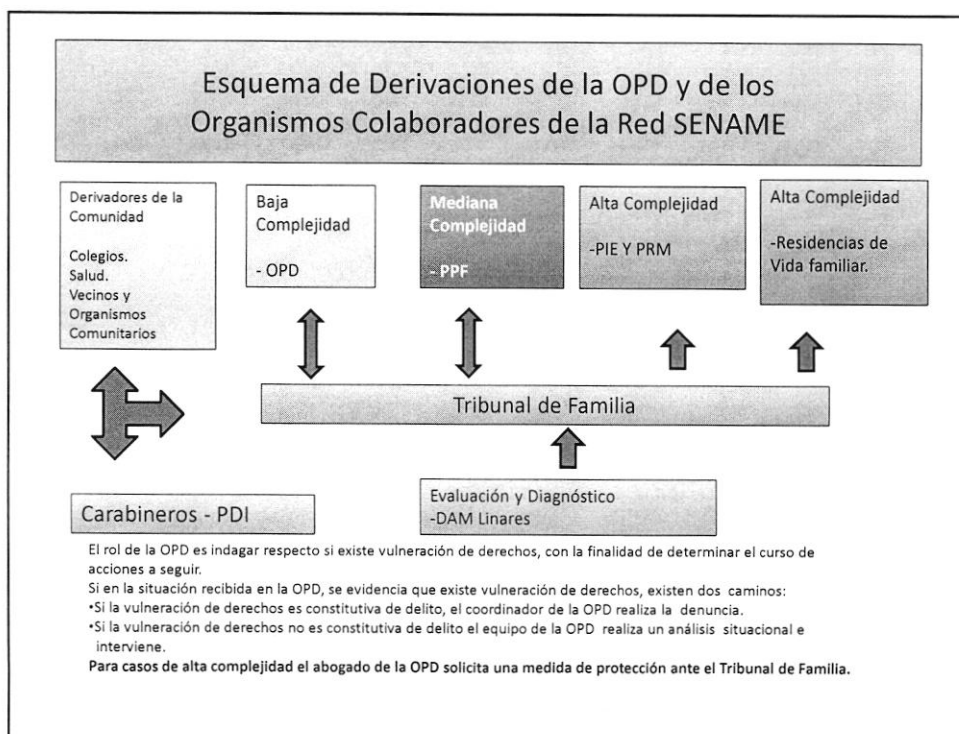 Esquema de Derivaciones de la OPD y de los
Organismos Colaboradores de la Red SENAME
Derivadores de la
Comunidad
Colegios.
Salud.
Vecinos y
Organismos
Comunitarios
Baja
Complejidad
- OPD
Mediana
Complejidad
- PPF
Alta Complejidad
-PIE Y PRM
Alta Complejidad
-Residencias de
Vida familiar.
Tribunal de Familia
Carabineros - PDI
Evaluación y Diagnóstico
-DAM Linares
El rol de la OPD es indagar respecto si existe vulneración de derechos, con la finalidad de determinar el curso de
acciones a seguir.
Si en la situación recibida en la OPD, se evidencia que existe vulneración de derechos, existen dos caminos:
•Si la vulneración de derechos es constitutiva de delito, el coordinador de la OPD realiza la denuncia.
•Si la vulneración de derechos no es constitutiva de delito el equipo de la OPD realiza un análisis situacional e
interviene.
Para casos de alta complejidad el abogado de la OPD solicita una medida de protección ante el Tribunal de Familia.